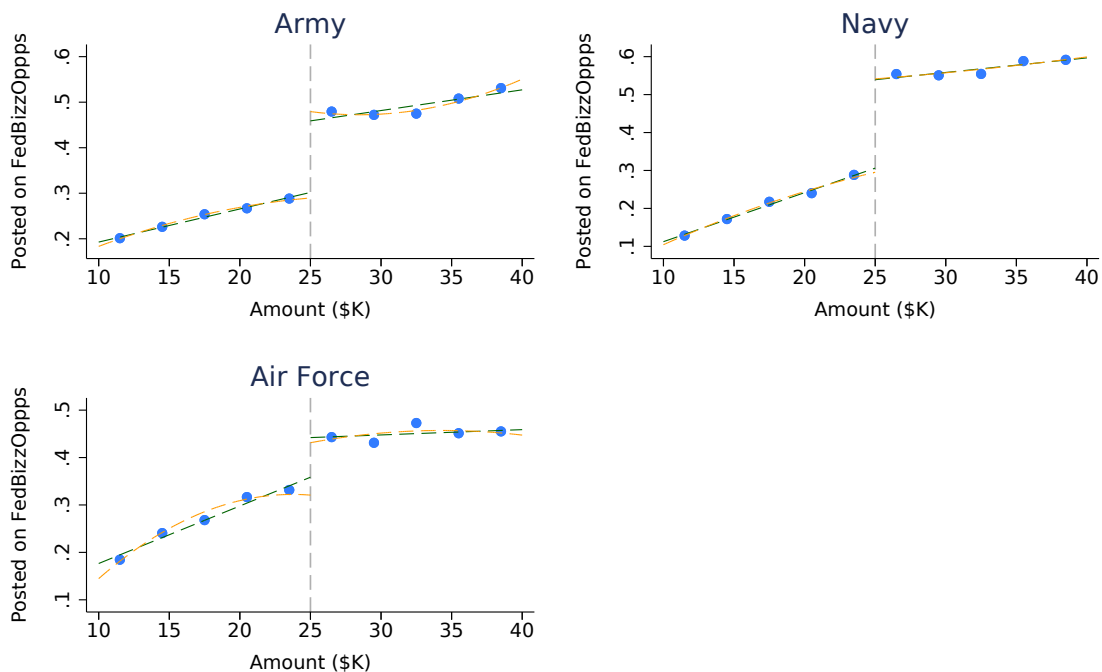 Army
Posted on FedBizzOppps
.2 .3 .4 .5 .6
10 15 20 25 30 35 40
Amount ($K)
Navy
Posted on FedBizzOppps
.1 .2 .3 .4 .5 .6
10 15 20 25 30 35 40
Amount ($K)
Air Force
Posted on FedBizzOppps
.1 .2 .3 .4 .5
10 15 20 25 30 35 40
Amount ($K)